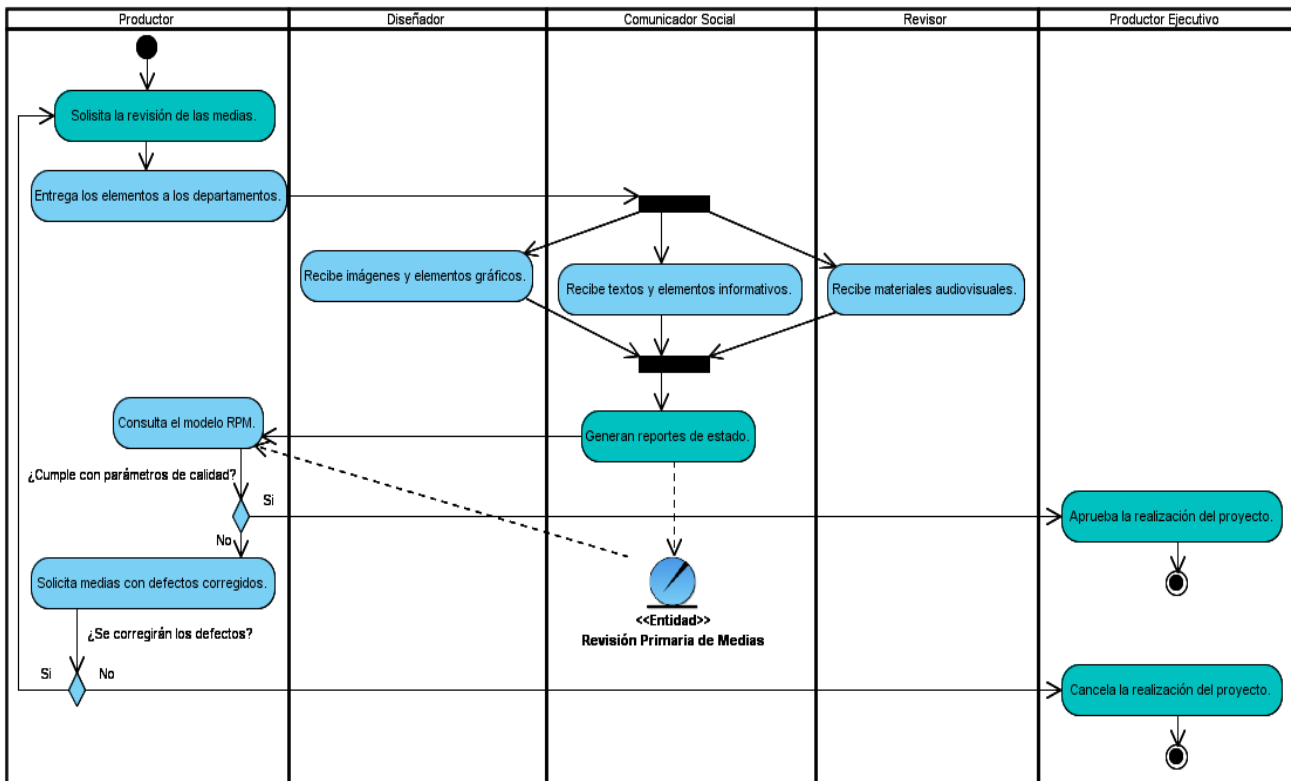 Productor
Diseñador
Comunicador Social
Revisor
Productor Ejecutivo
Solisita la revisión de las medias.
Entrega los elementos a los departamentos.
Recibe imágenes y elementos gráficos.
Recibe textos y elementos informativos.
Recibe materiales audiovisuales.
Consulta el modelo RPM.
Generan reportes de estado.
¿Cumple con parámetros de calidad?
Si
Aprueba la realización del proyecto.
No
Solicita medias con defectos corregidos.
<<Entidad>>
Revisión Primaria de Medias
¿Se corregirán los defectos?
Si
No
Cancela la realización del proyecto.